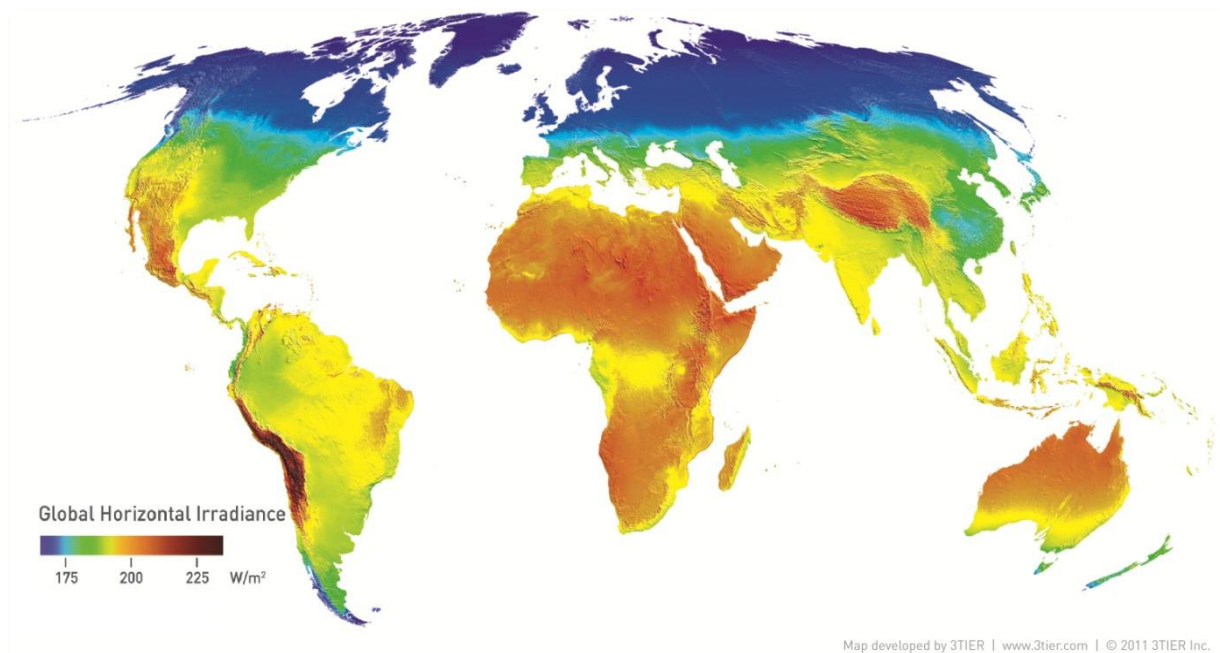 Global Horizontal Irradiance
175 200 225 W/m²
Map developed by 3TIER | www.3tier.com | © 2011 3TIER Inc.